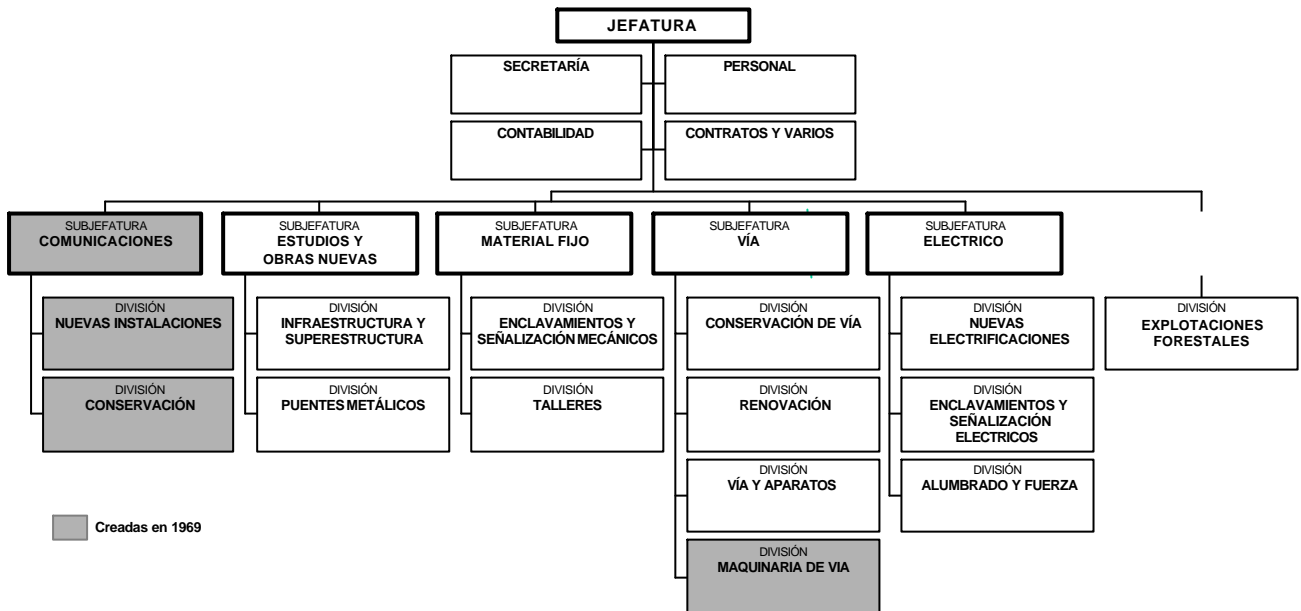 JEFATURA
SECRETARÍA
PERSONAL
CONTABILIDAD
CONTRATOS Y VARIOS
SUBJEFATURA
COMUNICACIONES
SUBJEFATURA
ESTUDIOS Y
OBRAS NUEVAS
SUBJEFATURA
MATERIAL FIJO
SUBJEFATURA
VÍA
SUBJEFATURA
ELECTRICO
DIVISIÓN
NUEVAS INSTALACIONES
DIVISIÓN
INFRAESTRUCTURA Y
SUPERESTRUCTURA
DIVISIÓN
ENCLAVAMIENTOS Y
SEÑALIZACIÓN MECÁNICOS
DIVISIÓN
CONSERVACIÓN DE VÍA
DIVISIÓN
NUEVAS
ELECTRIFICACIONES
DIVISIÓN
EXPLOTACIONES
FORESTALES
DIVISIÓN
CONSERVACIÓN
DIVISIÓN
PUENTES METÁLICOS
DIVISIÓN
TALLERES
DIVISIÓN
RENOVACIÓN
DIVISIÓN
ENCLAVAMIENTOS Y
SEÑALIZACIÓN
ELECTRICOS
DIVISIÓN
VÍA Y APARATOS
DIVISIÓN
ALUMBRADO Y FUERZA
Creadas en 1969
DIVISIÓN
MAQUINARIA DE VIA